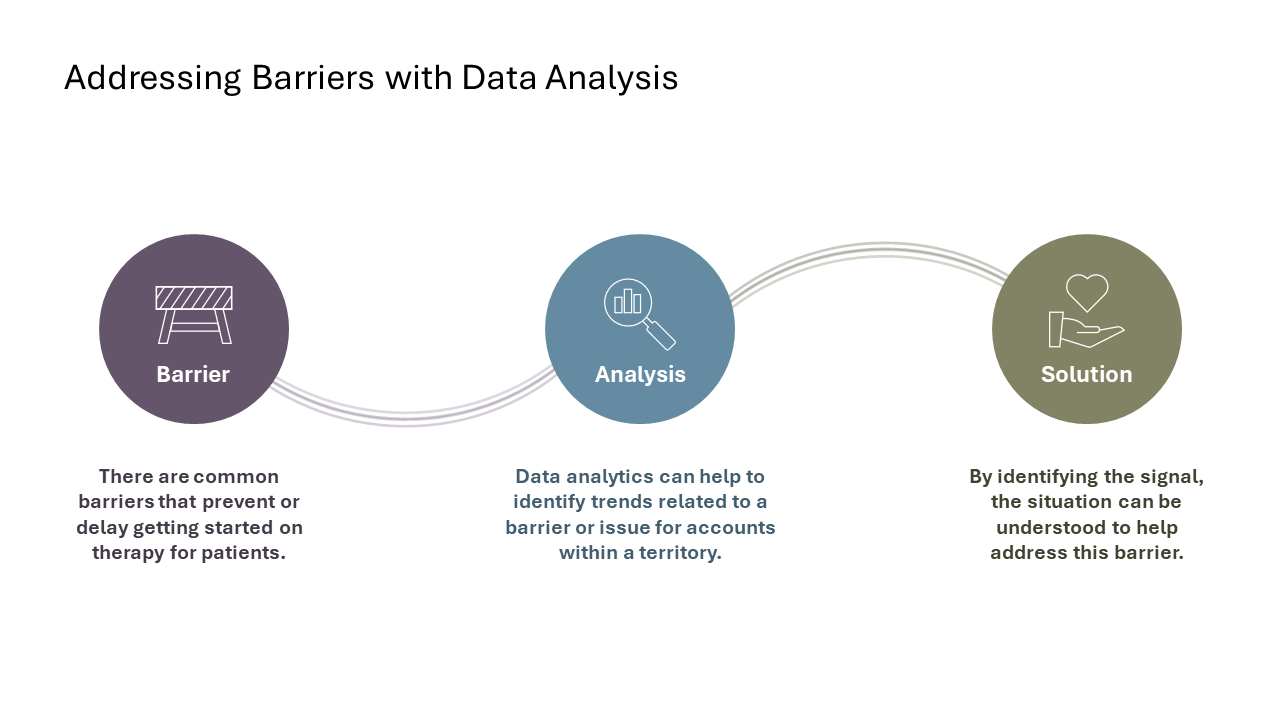 Addressing Barriers with Data Analysis
Barrier
Analysis
Solution
There are common
barriers that prevent or
delay getting started on
therapy for patients.
Data analytics can help to
identify trends related to a
barrier or issue for accounts
within a territory.
By identifying the signal,
the situation can be
understood to help
address this barrier.